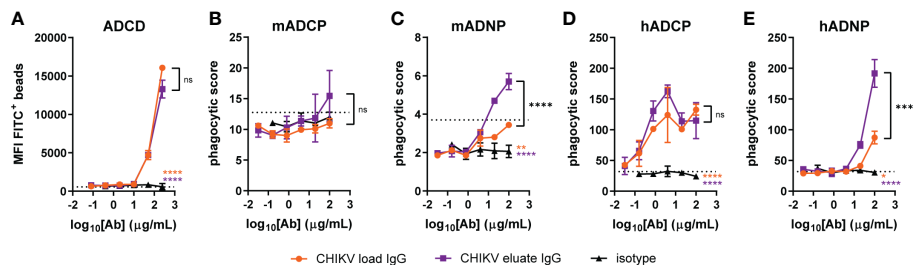 A ADCD
MFI FITC+ beads
20000
15000
10000
5000
0
ns
****
****
-2 -1 0 1 2 3
log10[Ab] (µg/mL)
B mADCP
phagocytic score
25
20
15
10
5
0
ns
-2 -1 0 1 2 3
log10[Ab] (µg/mL)
C mADNP
phagocytic score
8
7
6
5
4
3
2
1
0
****
**
****
-2 -1 0 1 2 3
log10[Ab] (µg/mL)
D hADCP
phagocytic score
250
200
150
100
50
0
ns
****
****
-2 -1 0 1 2 3
log10[Ab] (µg/mL)
E hADNP
phagocytic score
250
200
150
100
50
0
***
*
****
-2 -1 0 1 2 3
log10[Ab] (µg/mL)
CHIKV load IgG CHIKV eluate IgG isotype